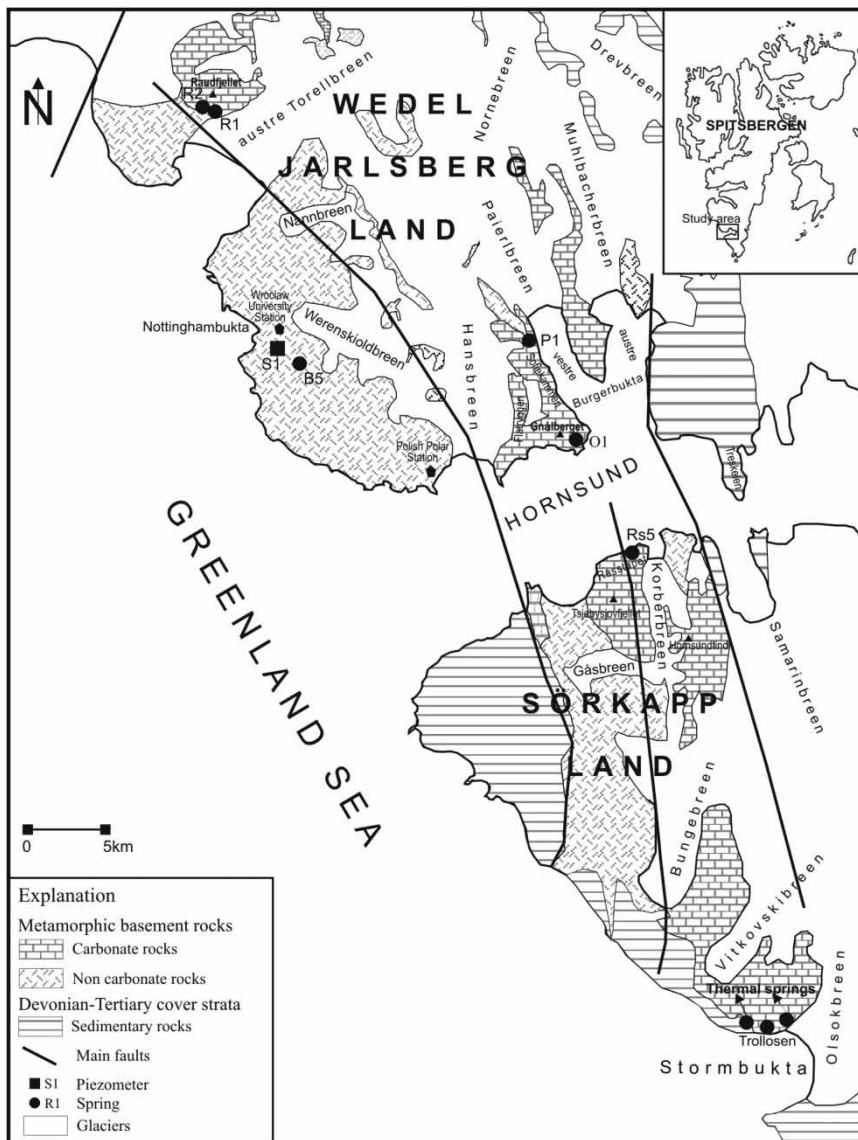 N
Raudfjellet
R2
R1
austre Torellbreen
WEDEL
JARLSBERG
LAND
Nornebreen
Drevbreen
Muhlbacherbreen
Paierlbreen
SPITSBERGEN
Study area
Nannbreen
Wroclaw
University
Station
Nottinghambukta
Werenskioldbreen
S1
B5
Hansbreen
P1
Sofiekammen
vestre
austre
Burgerbukta
Gnålberget
O1
Polish Polar
Station
Treskelen
HORNSUND
GREENLAND SEA
Rs5
Tsjebysjovfjellet
Korberbreen
Hornsundtind
Samarinbreen
Gåsbreen
SÖRKAPP
LAND
Bungebreen
Vitkovskibreen
Thermal springs
Trollosen
Olsokbreen
Stormbukta
0 5km
Explanation
Metamorphic basement rocks
Carbonate rocks
Non carbonate rocks
Devonian-Tertiary cover strata
Sedimentary rocks
Main faults
S1 Piezometer
R1 Spring
Glaciers